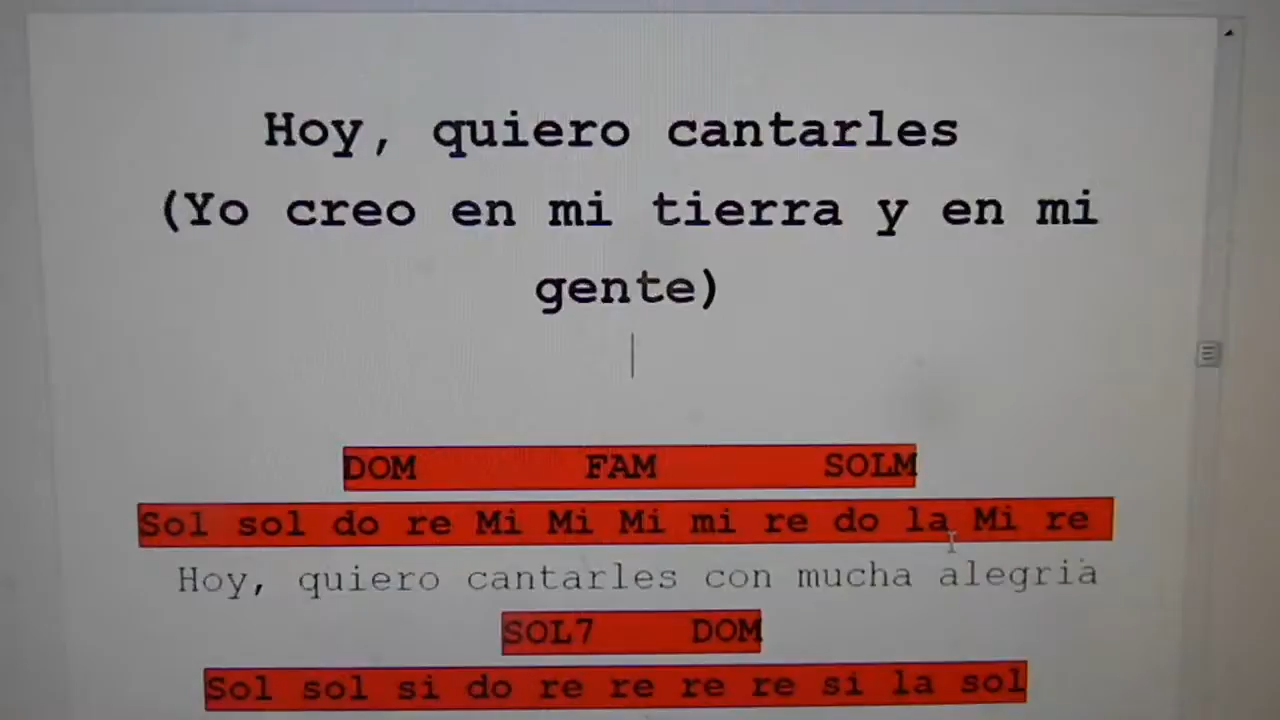 Hoy, quiero cantarles
(Yo creo en mi tierra y en mi
gente)
DOM FAM SOLM
Sol sol do re Mi Mi Mi mi re do la Mi re
Hoy, quiero cantarles con mucha alegria
SOL7 DOM
Sol sol si do re re re re si la sol